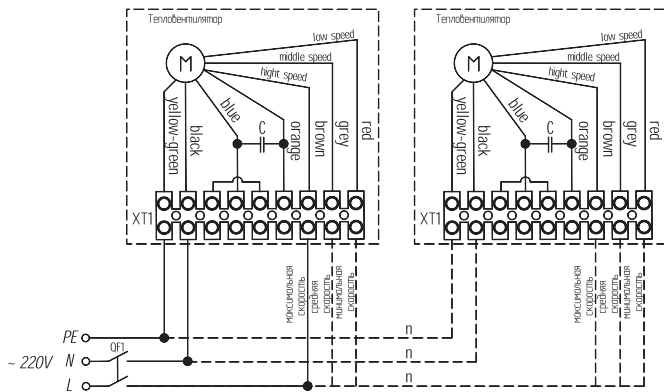 Тепловентилятор
low speed
middle speed
hight speed
M
yellow-green
black
blue
C
orange
brown
grey
red
XT1
максимальная
скорость
средняя
скорость
минимальная
скорость
Тепловентилятор
low speed
middle speed
hight speed
M
yellow-green
black
blue
C
orange
brown
grey
red
XT1
максимальная
скорость
средняя
скорость
минимальная
скорость
PE
n
QF1
~ 220V
N
n
L
n